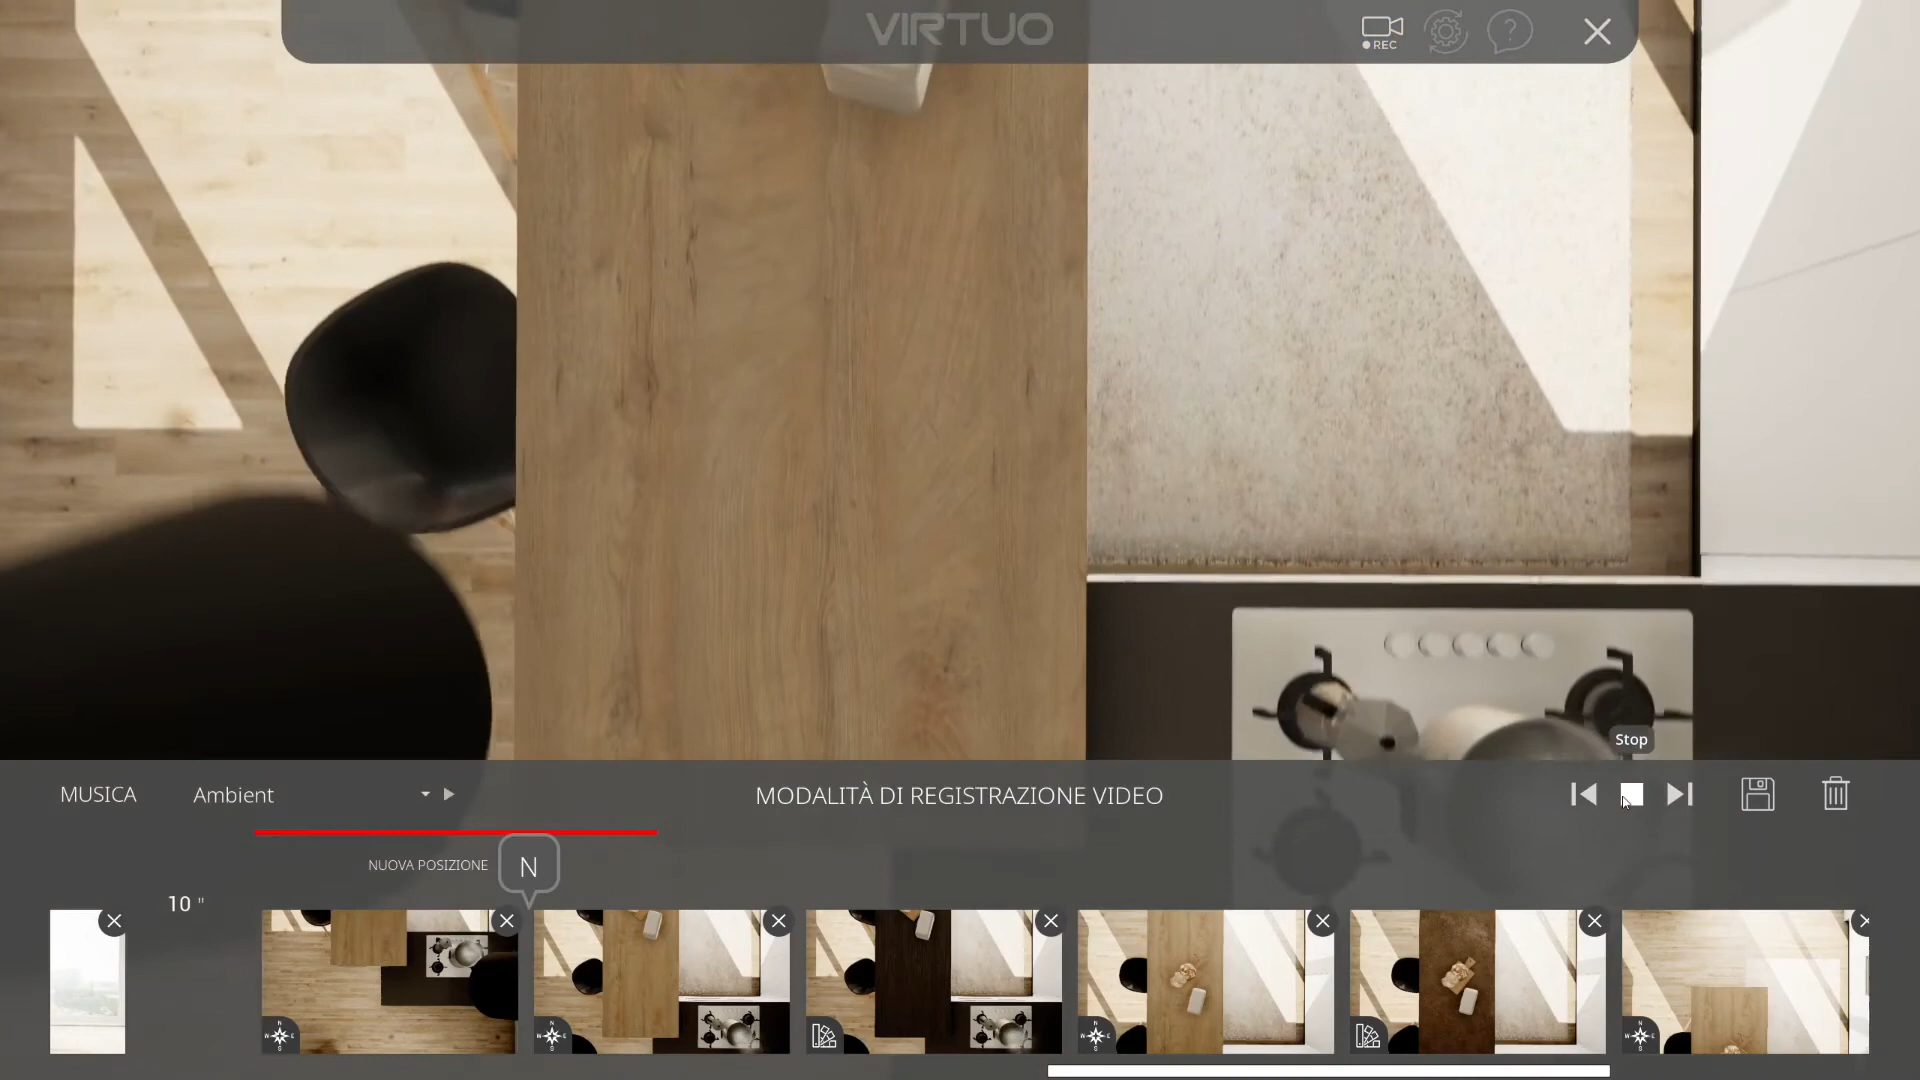 VIRTUO
REC
?
Stop
MUSICA
Ambient
MODALITÀ DI REGISTRAZIONE VIDEO
NUOVA POSIZIONE
N
10 "